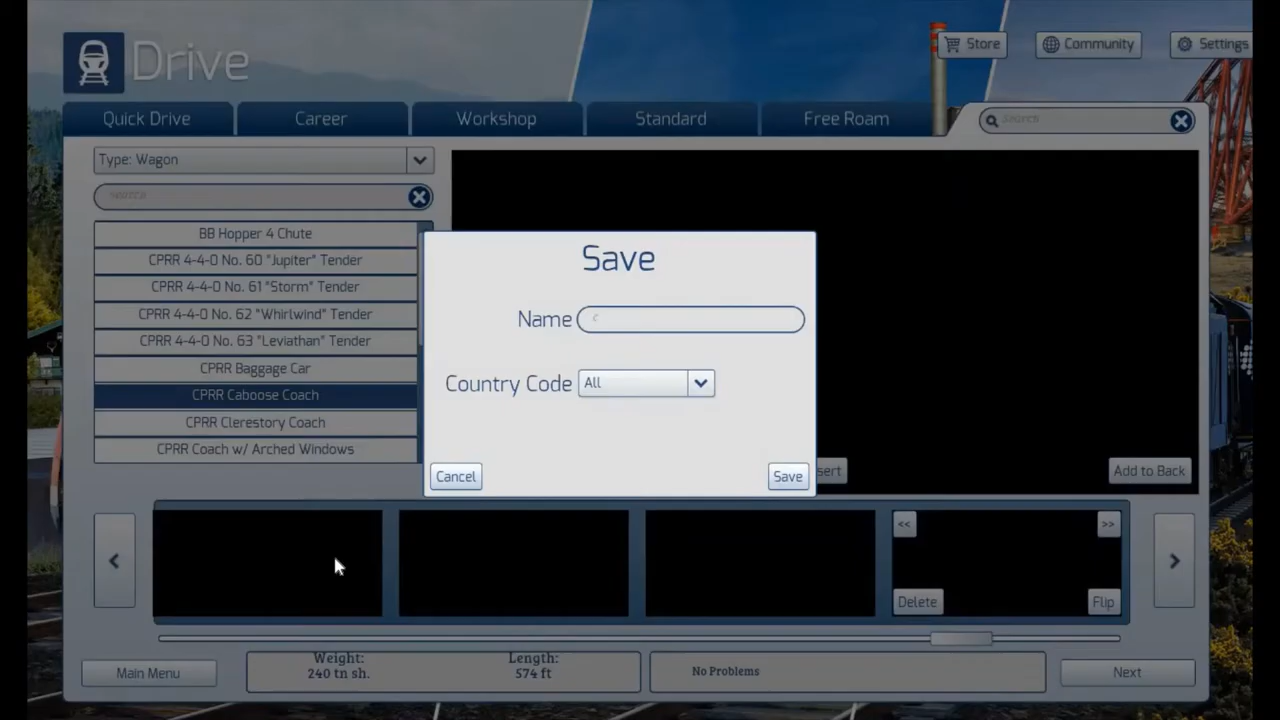 Drive
Store
Community
Settings
Quick Drive
Career
Workshop
Standard
Free Roam
search
Type: Wagon
search
BB Hopper 4 Chute
CPRR 4-4-0 No. 60 "Jupiter" Tender
CPRR 4-4-0 No. 61 "Storm" Tender
CPRR 4-4-0 No. 62 "Whirlwind" Tender
CPRR 4-4-0 No. 63 "Leviathan" Tender
CPRR Baggage Car
CPRR Caboose Coach
CPRR Clerestory Coach
CPRR Coach w/ Arched Windows
Save
Name c
Country Code All
Cancel
Save
sert
Add to Back
<< >>
Delete
Flip
Main Menu
Weight:
240 tn sh.
Length:
574 ft
No Problems
Next